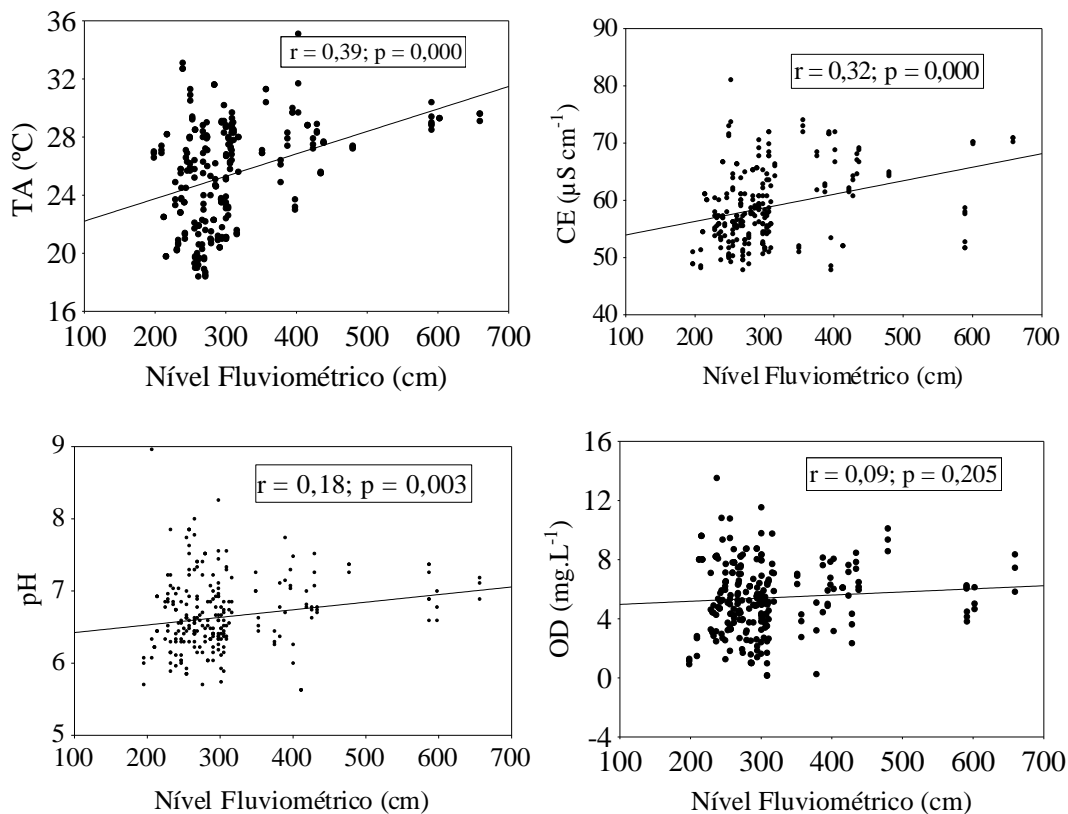 36
32
28
24
20
16
TA (ºC)
r = 0,39; p = 0,000
100 200 300 400 500 600 700
Nível Fluviométrico (cm)
90
80
70
60
50
40
CE (µS cm⁻¹)
r = 0,32; p = 0,000
100 200 300 400 500 600 700
Nível Fluviométrico (cm)
9
8
7
6
5
pH
r = 0,18; p = 0,003
100 200 300 400 500 600 700
Nível Fluviométrico (cm)
16
12
8
4
0
-4
OD (mg.L⁻¹)
r = 0,09; p = 0,205
100 200 300 400 500 600 700
Nível Fluviométrico (cm)